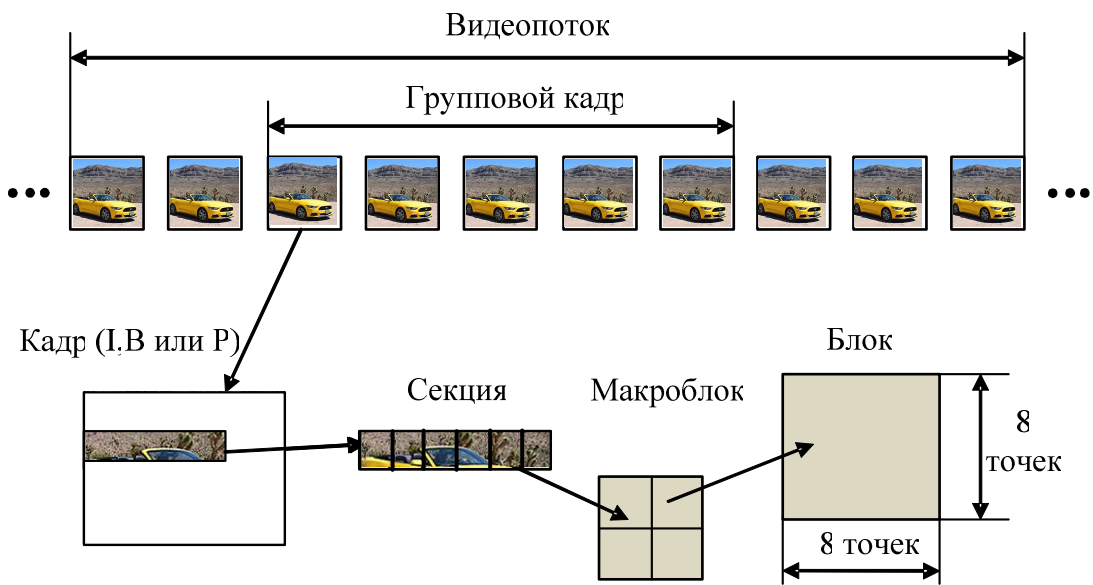 Видеопоток
Групповой кадр
Кадр (I,B или P)
Секция
Макроблок
Блок
8
точек
8 точек